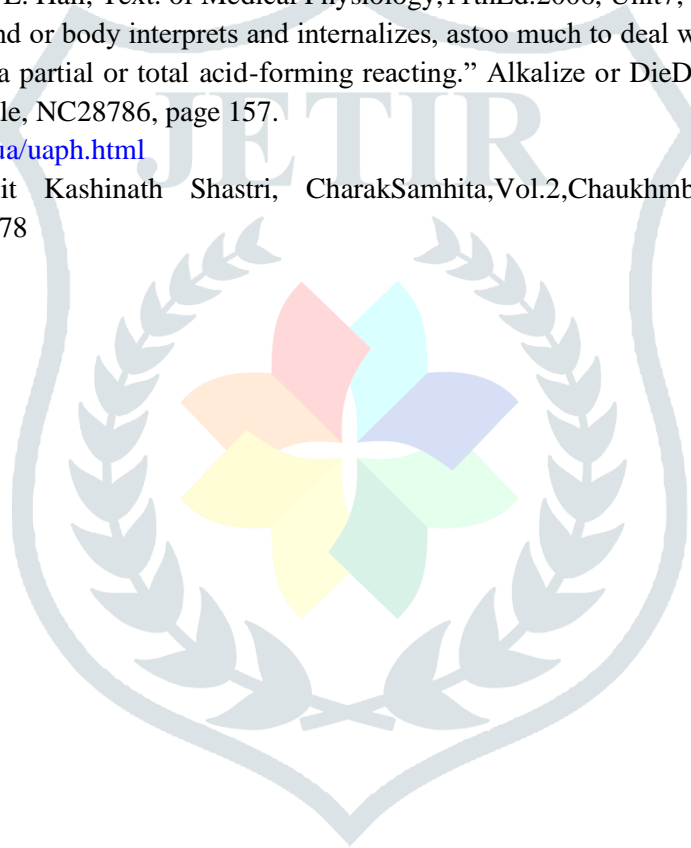 E. Hall, Text. of Medical Physiology,11thEd.2006, Unit7,
nd or body interprets and internalizes, astoo much to deal w
a partial or total acid-forming reacting.” Alkalize or DieD
le, NC28786, page 157.
ua/uaph.html
it Kashinath Shastri, CharakSamhita,Vol.2,Chaukhmb
78
JETIR